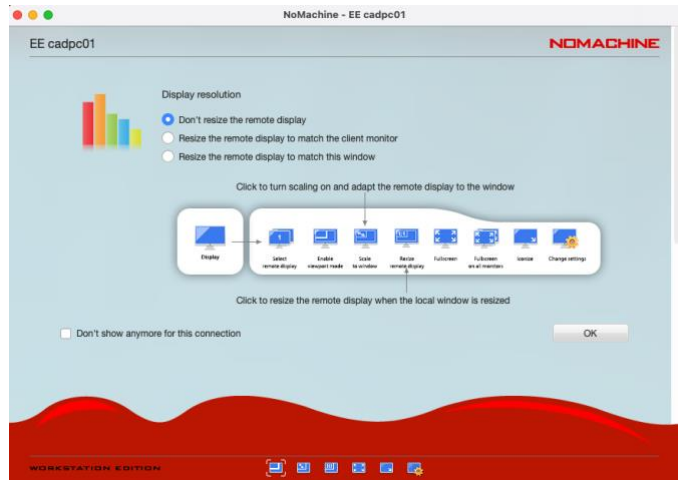 NoMachine - EE cadpc01
EE cadpc01
NOMACHINE
Display resolution
Don't resize the remote display
Resize the remote display to match the client monitor
Resize the remote display to match this window
Click to turn scaling on and adapt the remote display to the window
Display
Select remote display
Enable viewport mode
Scale to window
Resize remote display
Fullscreen
Fullscreen on all monitors
Iconize
Change settings
Click to resize the remote display when the local window is resized
Don't show anymore for this connection
OK
WORKSTATION EDITION